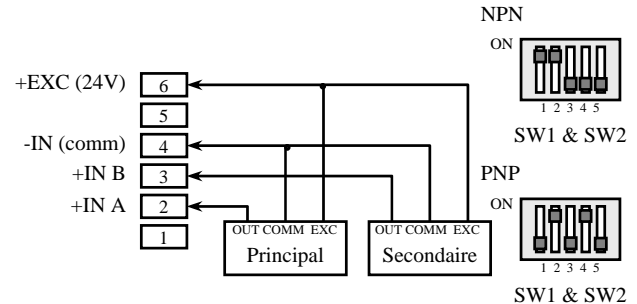 NPN
ON
1 2 3 4 5
SW1 & SW2
+EXC (24V) 6
5
-IN (comm) 4
+IN B 3
+IN A 2
1
OUT COMM EXC
Principal
OUT COMM EXC
Secondaire
PNP
ON
1 2 3 4 5
SW1 & SW2